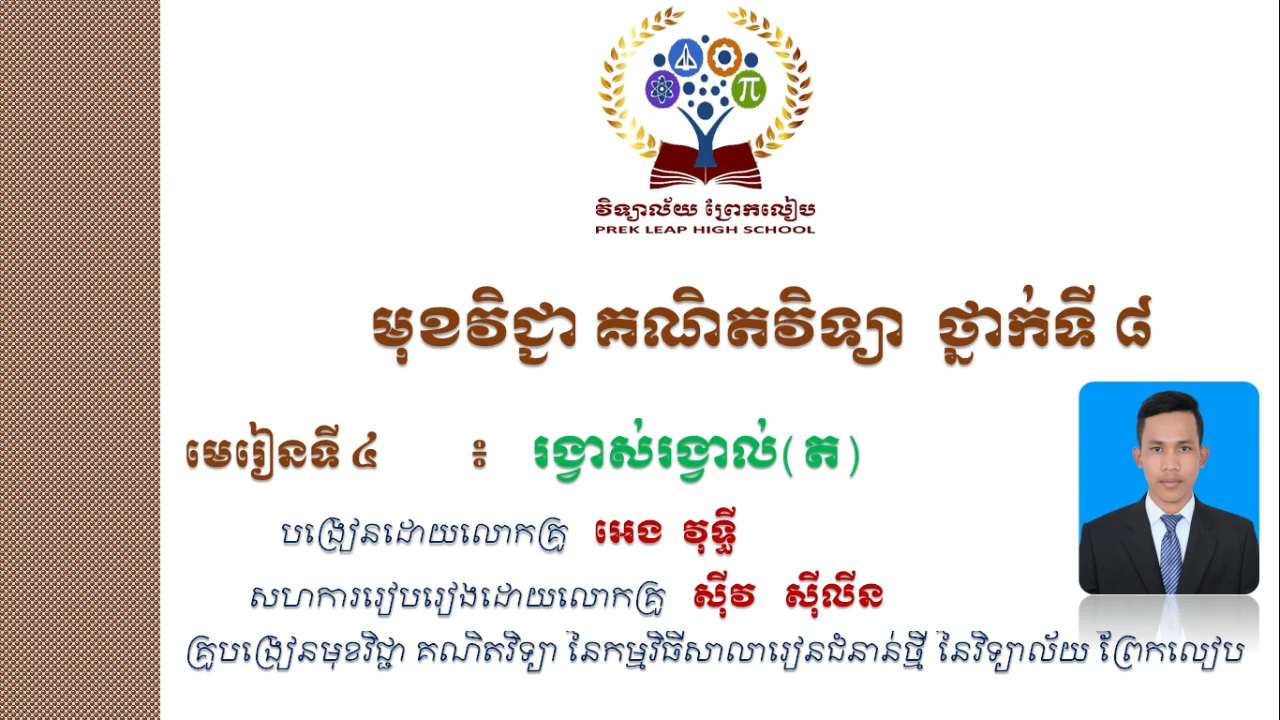 វិទ្យាល័យ ព្រែកលៀប
PREK LEAP HIGH SCHOOL
មុខវិជ្ជា គណិតវិទ្យា ថ្នាក់ទី ៨
មេរៀនទី ៤ ៖ រង្វាស់រង្វាល់(ត)
បង្រៀនដោយលោកគ្រូ អេង វុទ្ធី
សហការរៀបរៀងដោយលោកគ្រូ ស៊ីវ ស៊ីលីន
គ្រូបង្រៀនមុខវិជ្ជា គណិតវិទ្យា នៃកម្មវិធីសាលារៀនជំនាន់ថ្មី នៃវិទ្យាល័យ ព្រែកលៀប